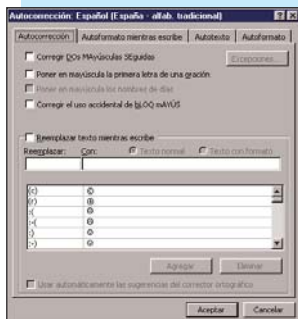 Autocorrección: Español (España - alfab. tradicional)
Autocorrección Autoformato mientras escribe Autotexto Autoformato
Corregir DOs MAyúsculas SEguidas
Excepciones...
Poner en mayúscula la primera letra de una oración
Poner en mayúscula los nombres de días
Corregir el uso accidental de bLOQ mAYÚS
Reemplazar texto mientras escribe
Reemplazar: Con: Texto normal Texto con formato
(c) ©
(r) ®
:( ☹
:-( ☹
:) ☺
:-) ☺
Agregar Eliminar
Usar automáticamente las sugerencias del corrector ortográfico
Aceptar Cancelar